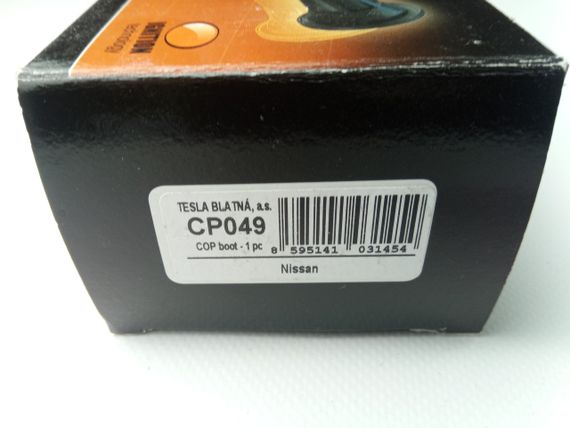 TESLA BLATNÁ, a.s.
CP049
COP boot - 1 pc
8 595141 031454
Nissan